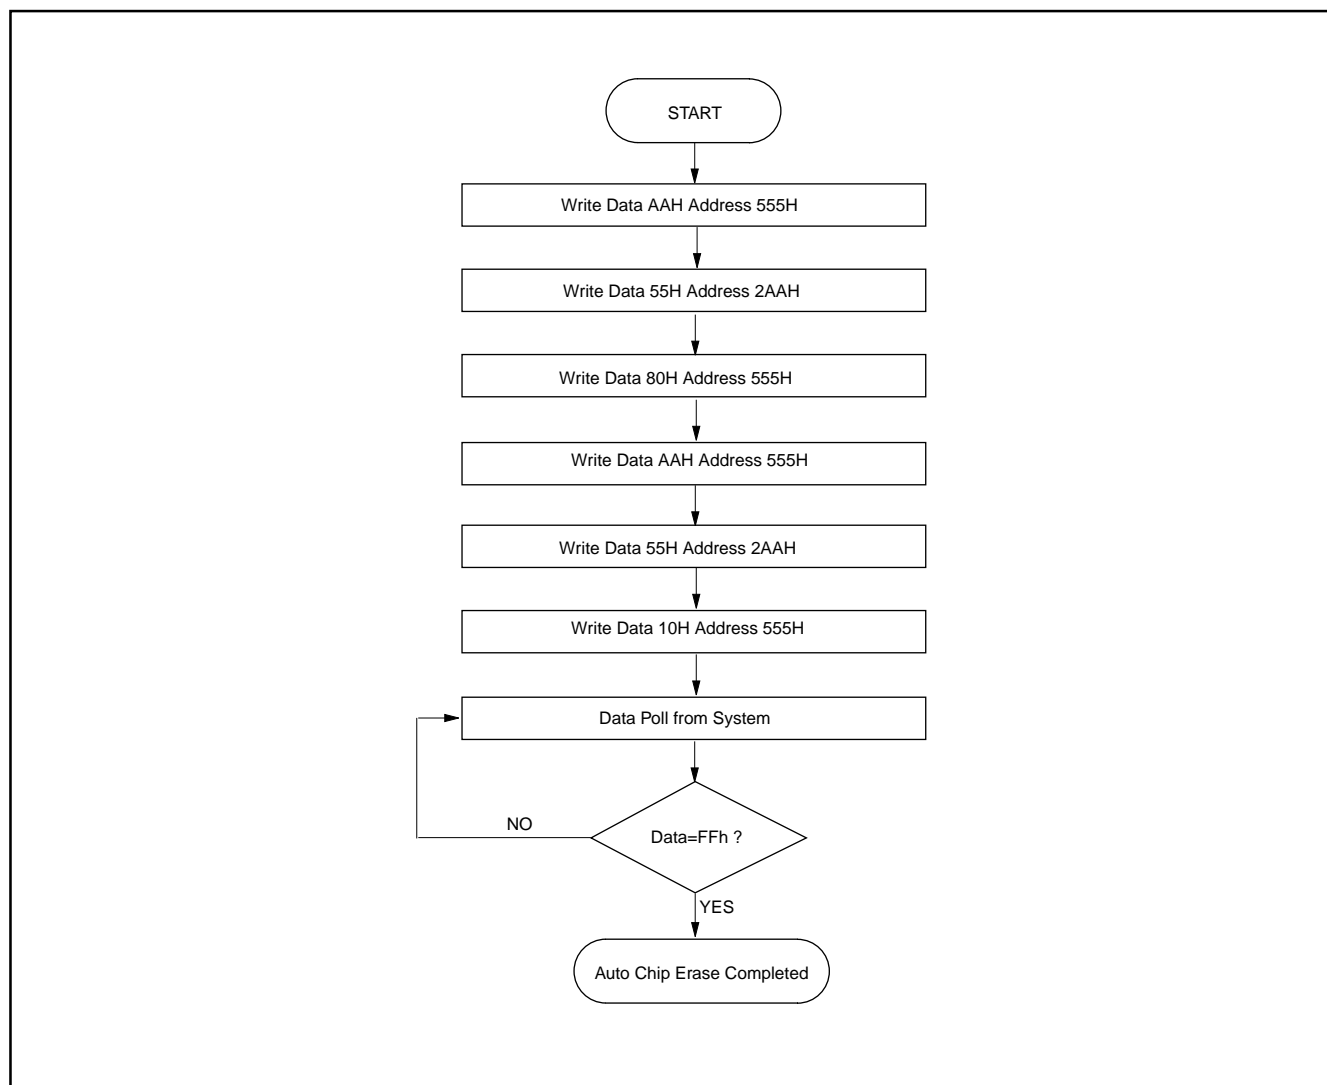 START
Write Data AAH Address 555H
Write Data 55H Address 2AAH
Write Data 80H Address 555H
Write Data AAH Address 555H
Write Data 55H Address 2AAH
Write Data 10H Address 555H
Data Poll from System
NO
Data=FFh ?
YES
Auto Chip Erase Completed